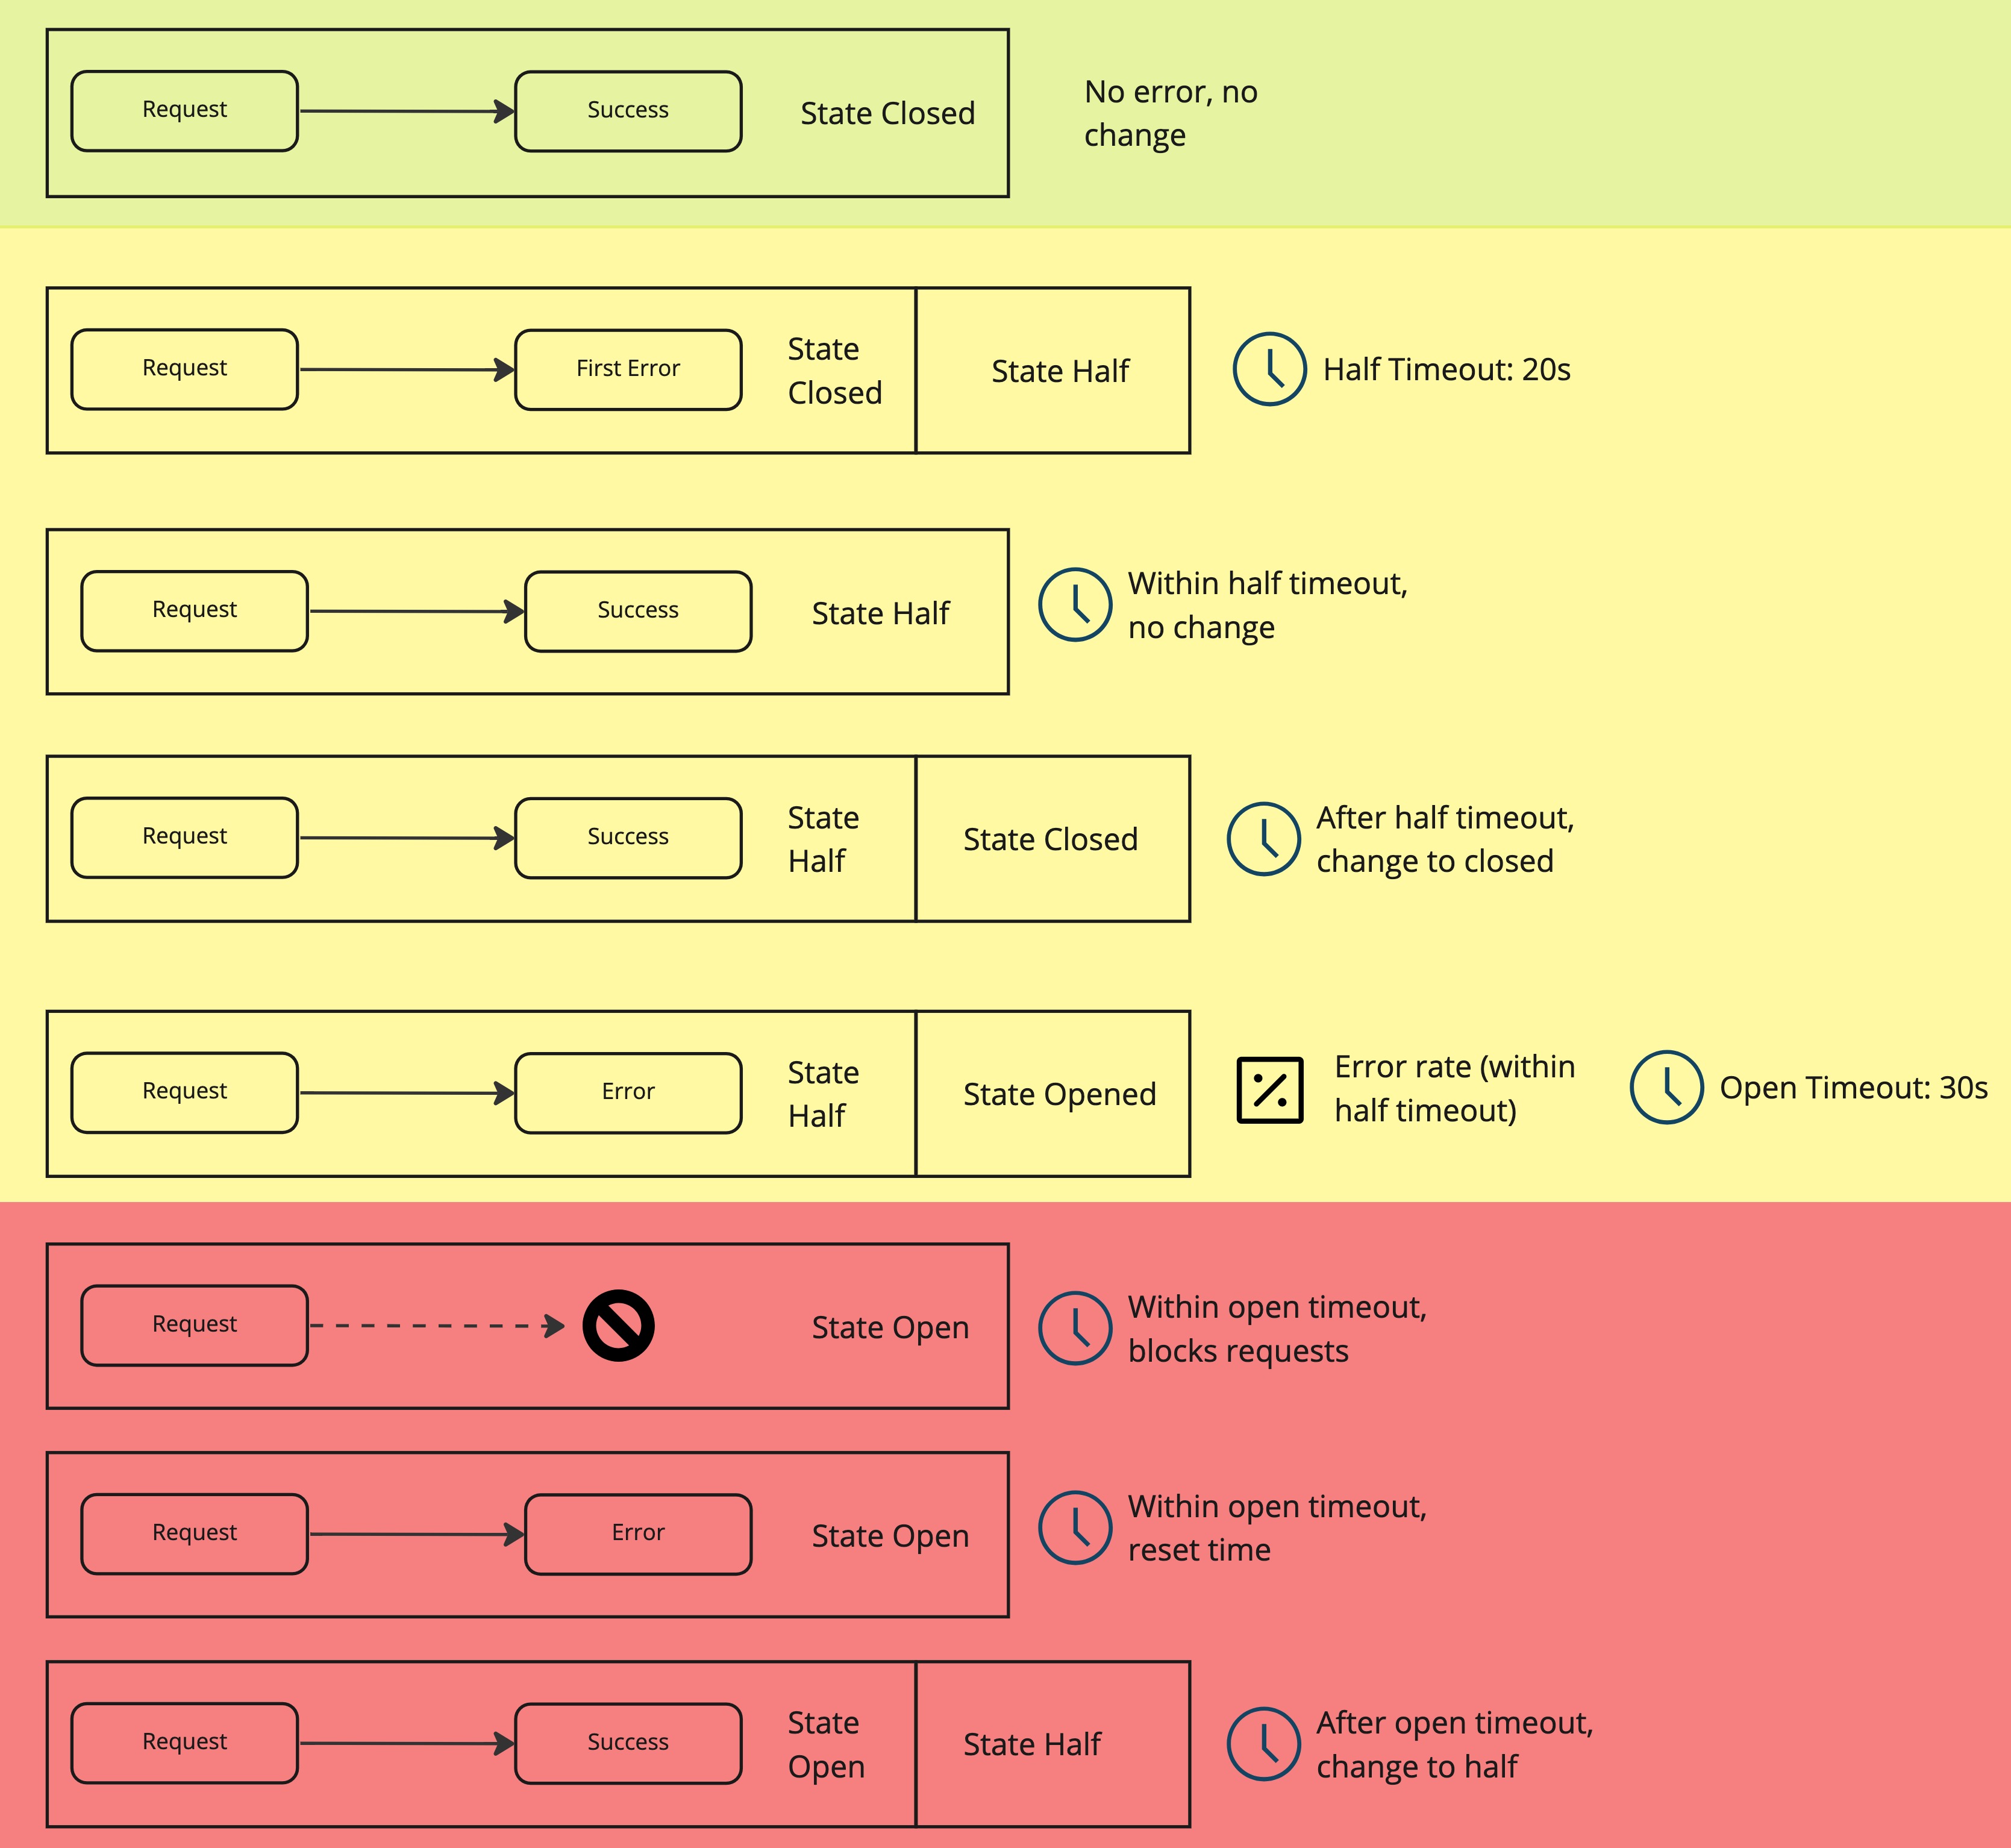 Request
Success
State Closed
No error, no
change
Request
First Error
State
Closed
State Half
Half Timeout: 20s
Request
Success
State Half
Within half timeout,
no change
Request
Success
State
Half
State Closed
After half timeout,
change to closed
Request
Error
State
Half
State Opened
Error rate (within
half timeout)
Open Timeout: 30s
Request
State Open
Within open timeout,
blocks requests
Request
Error
State Open
Within open timeout,
reset time
Request
Success
State
Open
State Half
After open timeout,
change to half